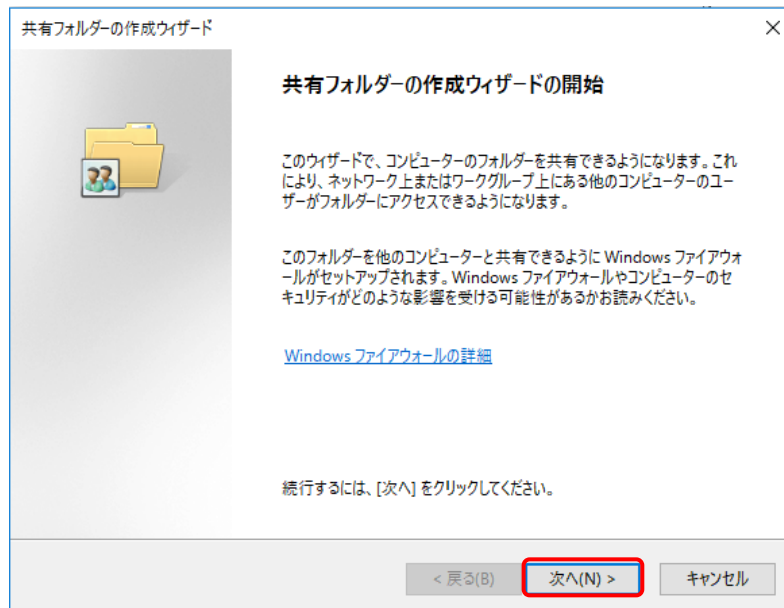 共有フォルダーの作成ウィザード
共有フォルダーの作成ウィザードの開始
このウィザードで、コンピューターのフォルダーを共有できるようになります。これ
により、ネットワーク上またはワークグループ上にある他のコンピューターのユー
ザーがフォルダーにアクセスできるようになります。
このフォルダーを他のコンピューターと共有できるように Windows ファイアウォ
ールがセットアップされます。Windows ファイアウォールやコンピューターのセ
キュリティがどのような影響を受ける可能性があるかお読みください。
Windows ファイアウォールの詳細
続行するには、[次へ] をクリックしてください。
< 戻る(B) 次へ(N) > キャンセル